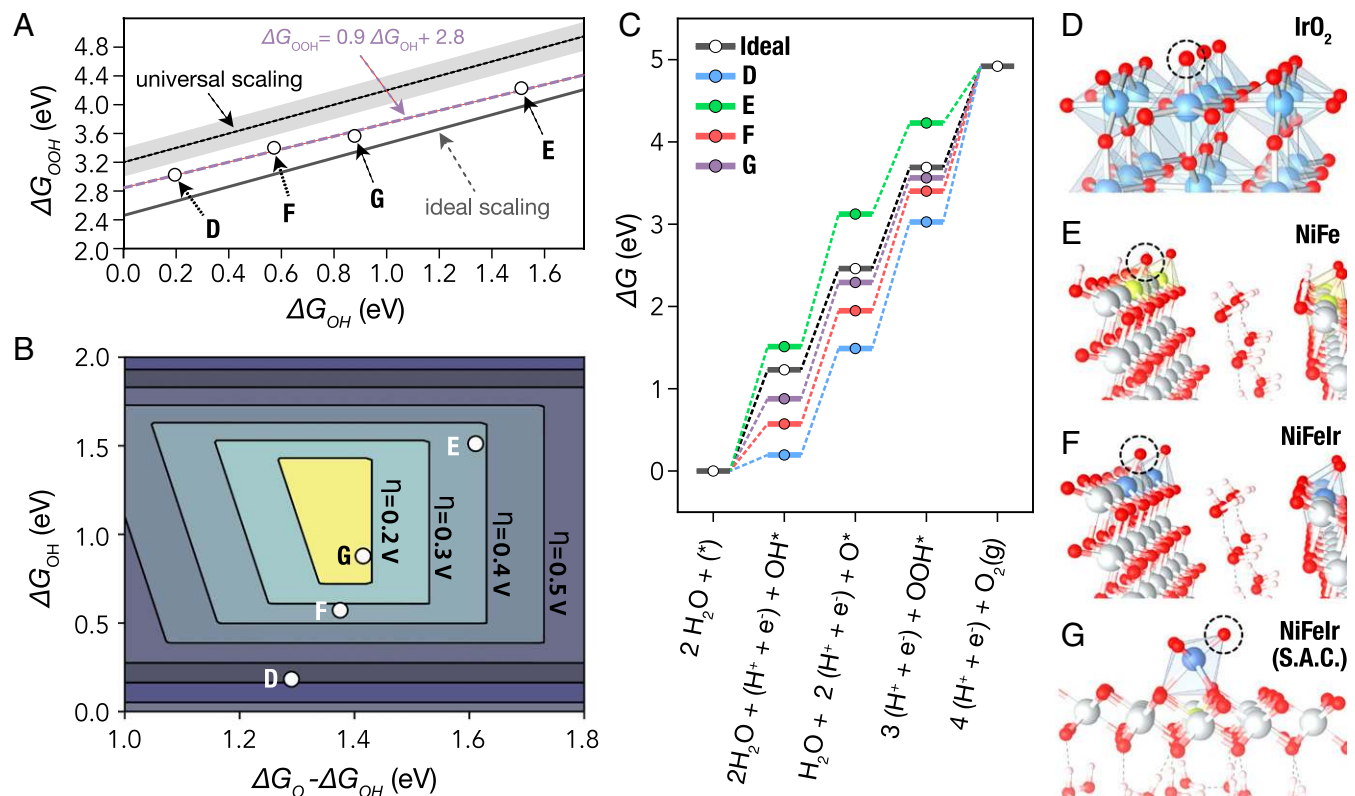 A
4.8
4.4
4.0
3.6
3.2
2.8
2.4
2.0
ΔG_OOH (eV)
ΔG_OOH = 0.9 ΔG_OH + 2.8
universal scaling
ideal scaling
D
F
G
E
0.0 0.2 0.4 0.6 0.8 1.0 1.2 1.4 1.6
ΔG_OH (eV)
B
2.0
1.5
1.0
0.5
0.0
ΔG_OH (eV)
E
G
F
D
η=0.2 V
η=0.3 V
η=0.4 V
η=0.5 V
1.0 1.2 1.4 1.6 1.8
ΔG_O -ΔG_OH (eV)
C
5
4
3
2
1
0
ΔG (eV)
Ideal
D
E
F
G
2 H₂O + (*)
2H₂O + (H⁺ + e⁻) + OH*
H₂O + 2 (H⁺ + e⁻) + O*
3 (H⁺ + e⁻) + OOH*
4 (H⁺ + e⁻) + O₂(g)
D
IrO₂
E
NiFe
F
NiFeIr
G
NiFeIr
(S.A.C.)